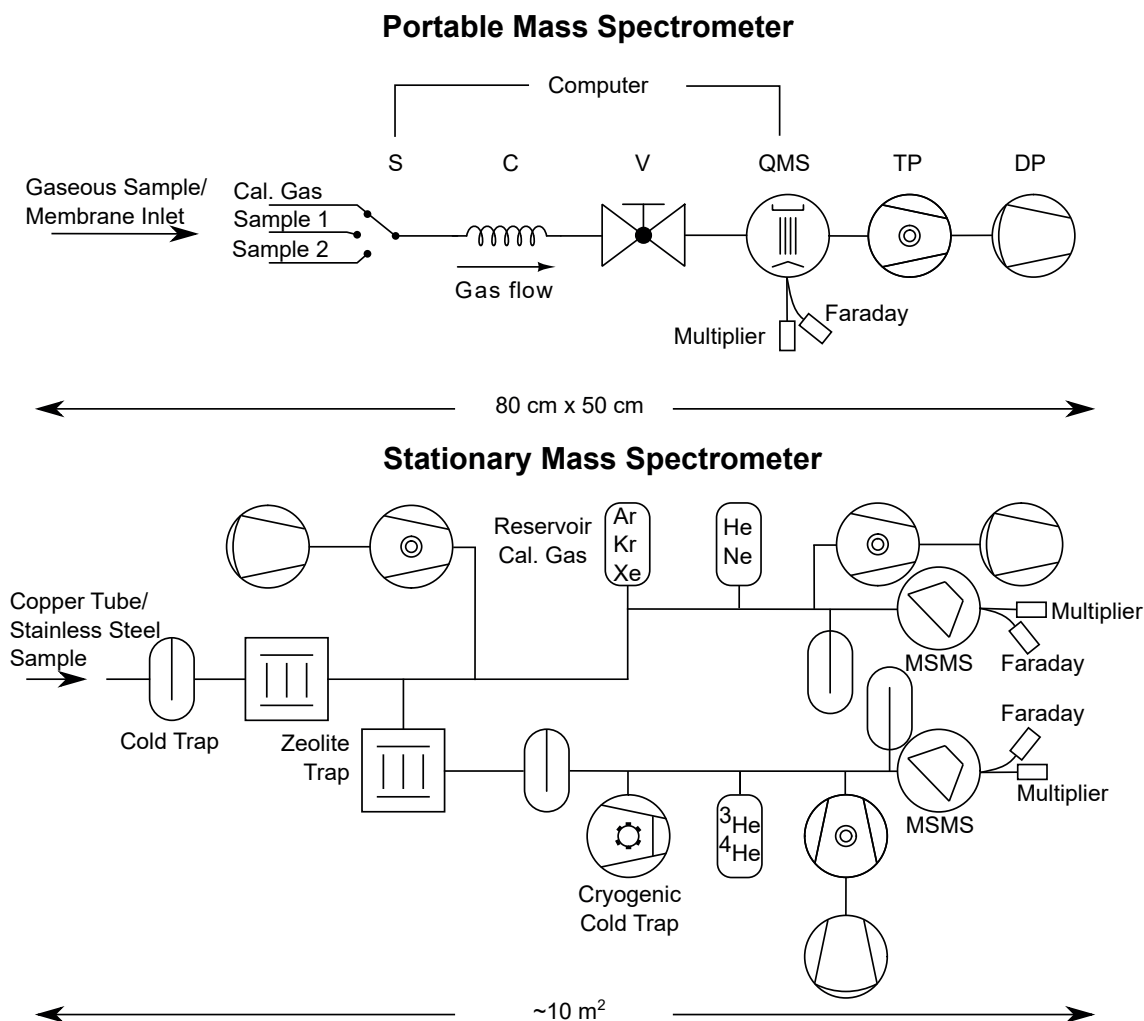 Portable Mass Spectrometer
Computer
S C V QMS TP DP
Gaseous Sample/
Membrane Inlet
Cal. Gas
Sample 1
Sample 2
Gas flow
Multiplier
Faraday
80 cm x 50 cm
Stationary Mass Spectrometer
Reservoir
Cal. Gas
Ar
Kr
Xe
He
Ne
Copper Tube/
Stainless Steel
Sample
Multiplier
Faraday
MSMS
Cold Trap
Zeolite
Trap
Faraday
Multiplier
MSMS
³He
⁴He
Cryogenic
Cold Trap
~10 m²